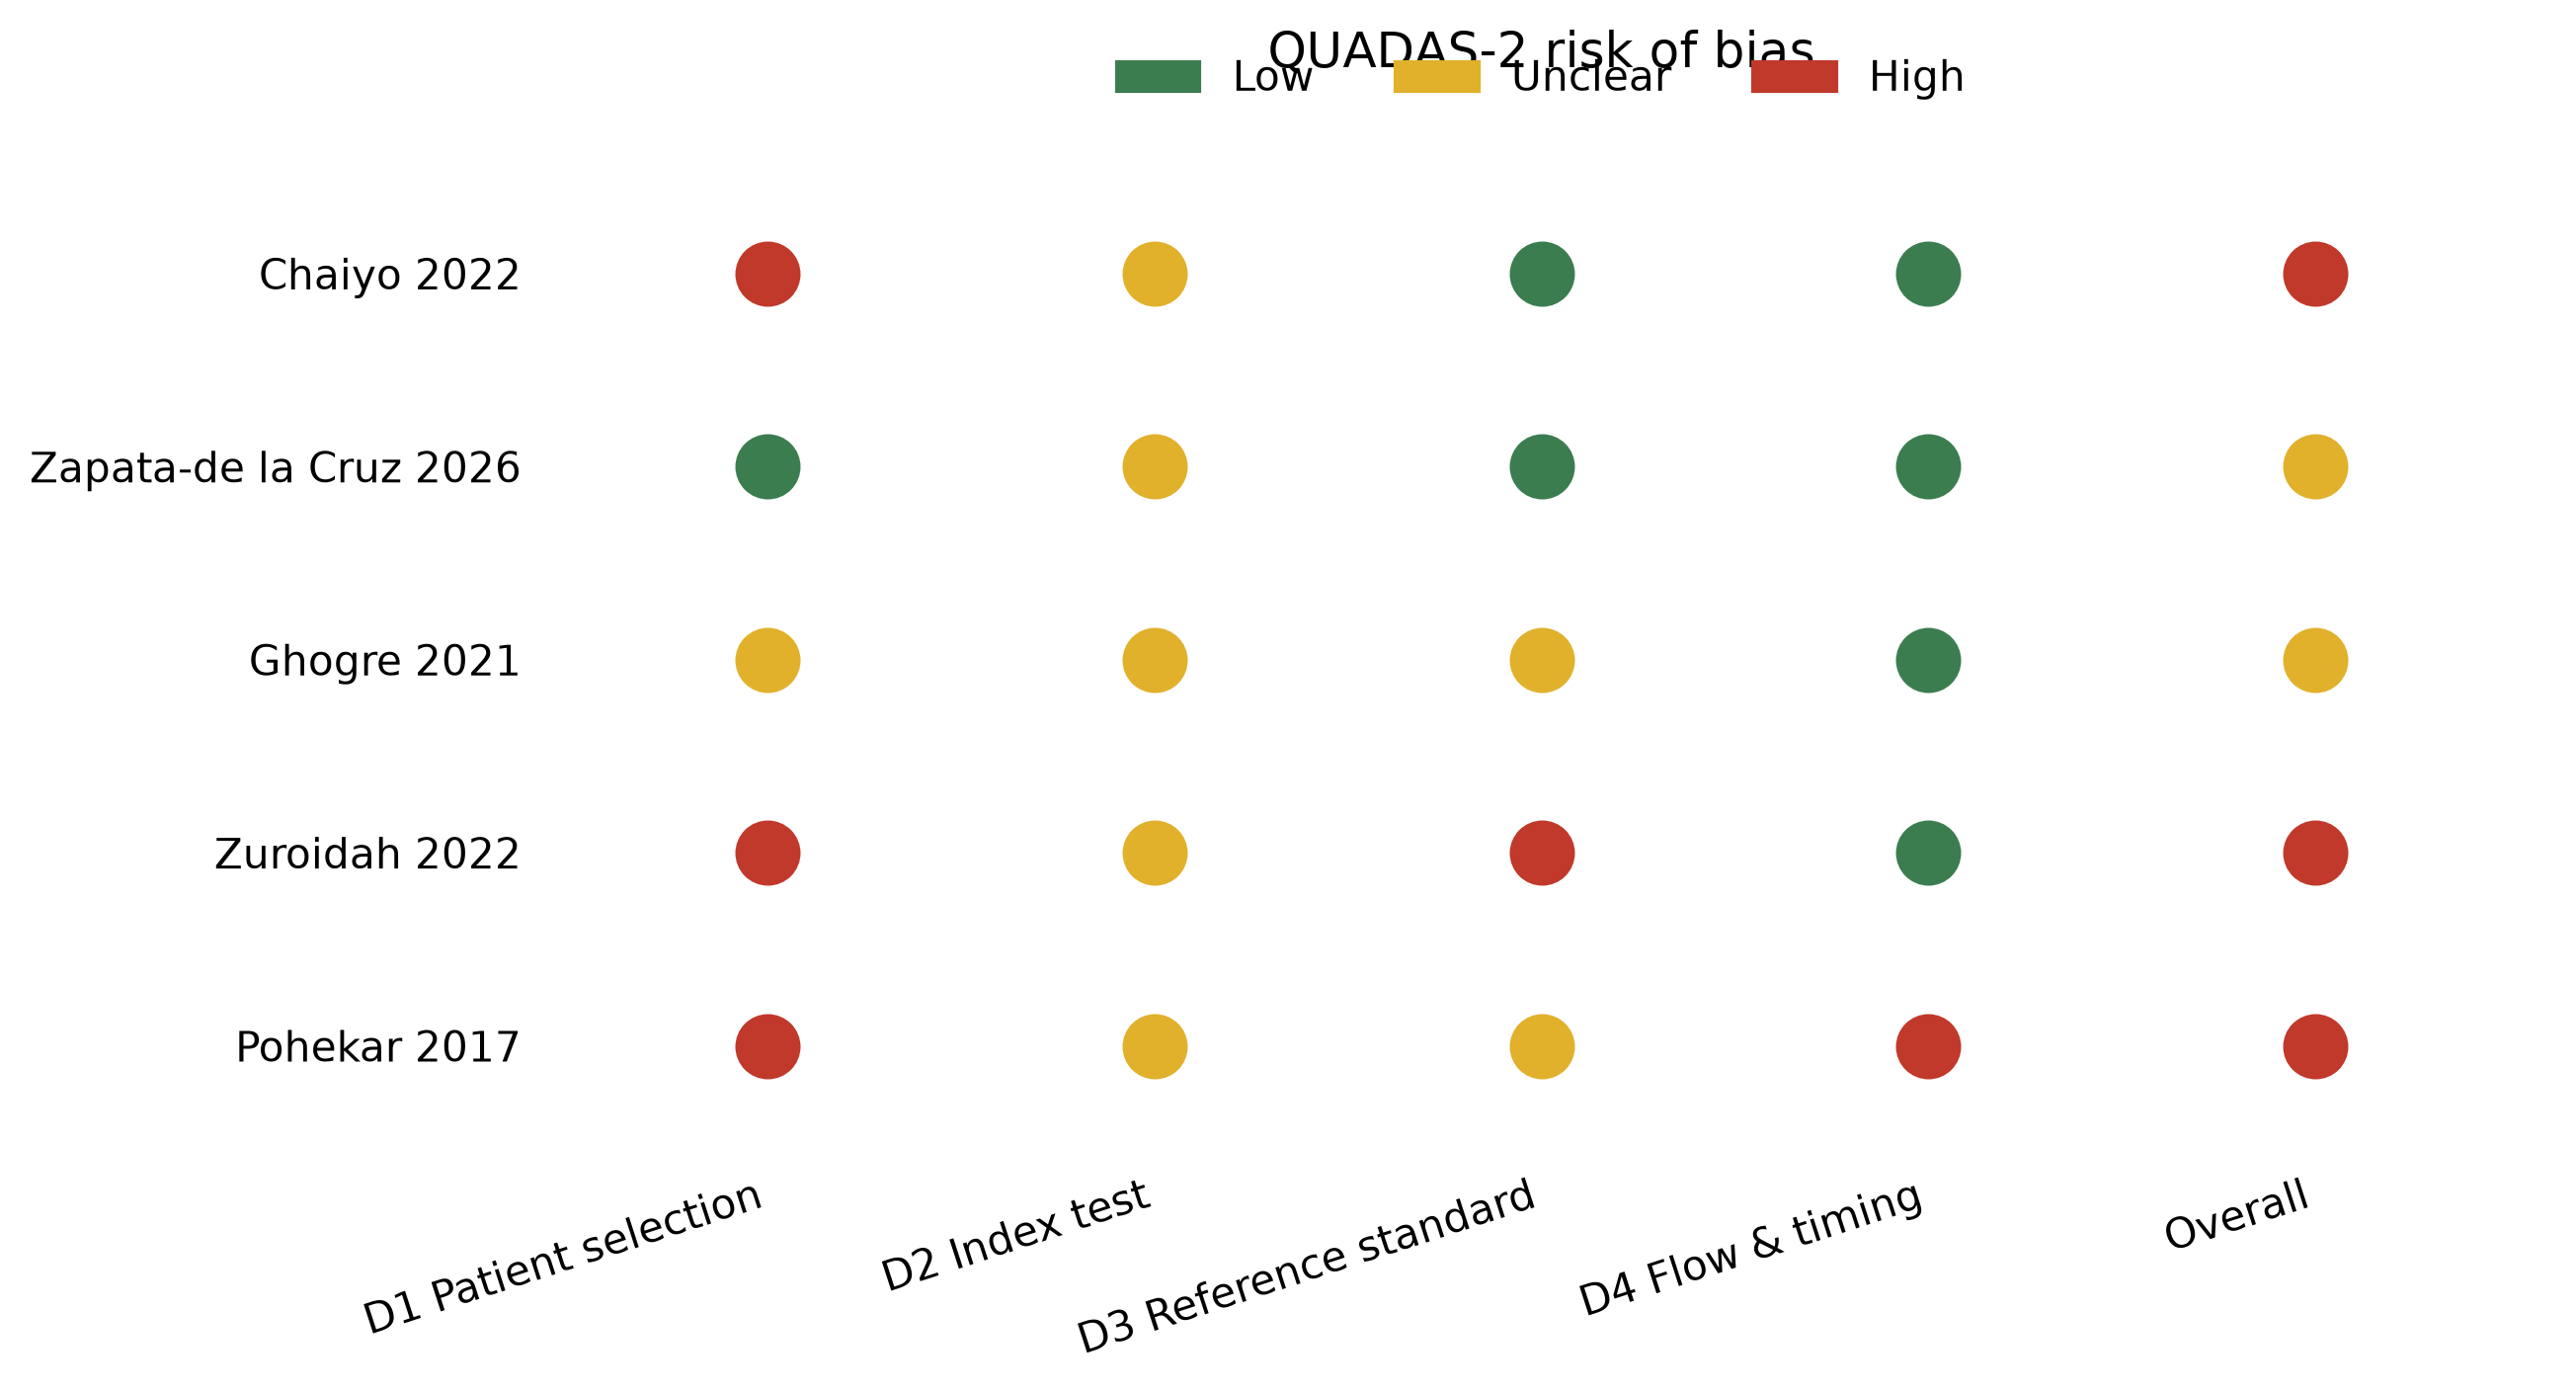 QUADAS-2 risk of bias
Low Unclear High
Chaiyo 2022
Zapata-de la Cruz 2026
Ghogre 2021
Zuroidah 2022
Pohekar 2017
D1 Patient selection
D2 Index test
D3 Reference standard
D4 Flow & timing
Overall